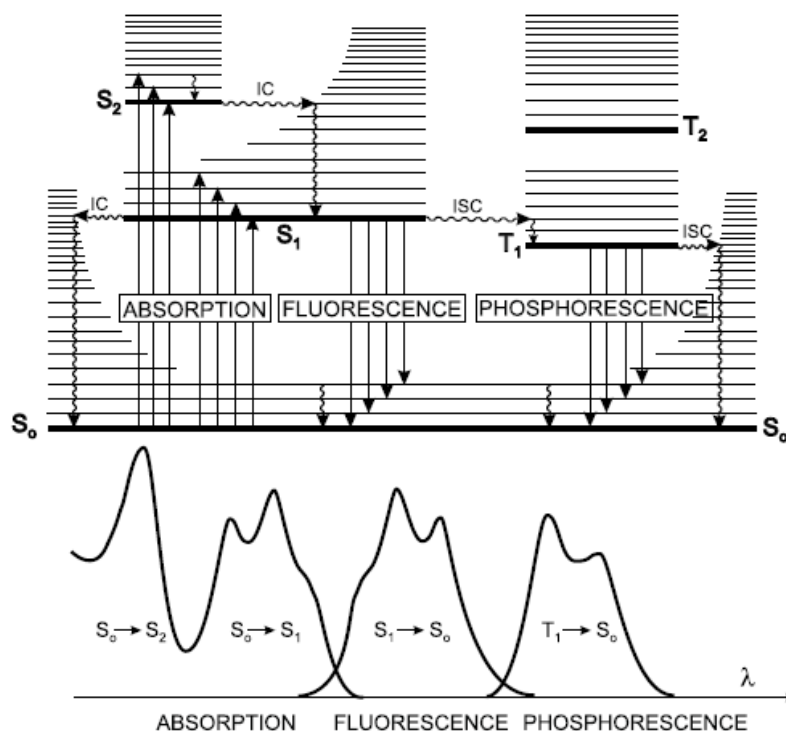 S₂
IC
T₂
IC
S₁
ISC
T₁
ISC
ABSORPTION
FLUORESCENCE
PHOSPHORESCENCE
Sₒ
Sₒ
Sₒ→S₂
Sₒ→S₁
S₁→Sₒ
T₁→Sₒ
λ
ABSORPTION
FLUORESCENCE
PHOSPHORESCENCE